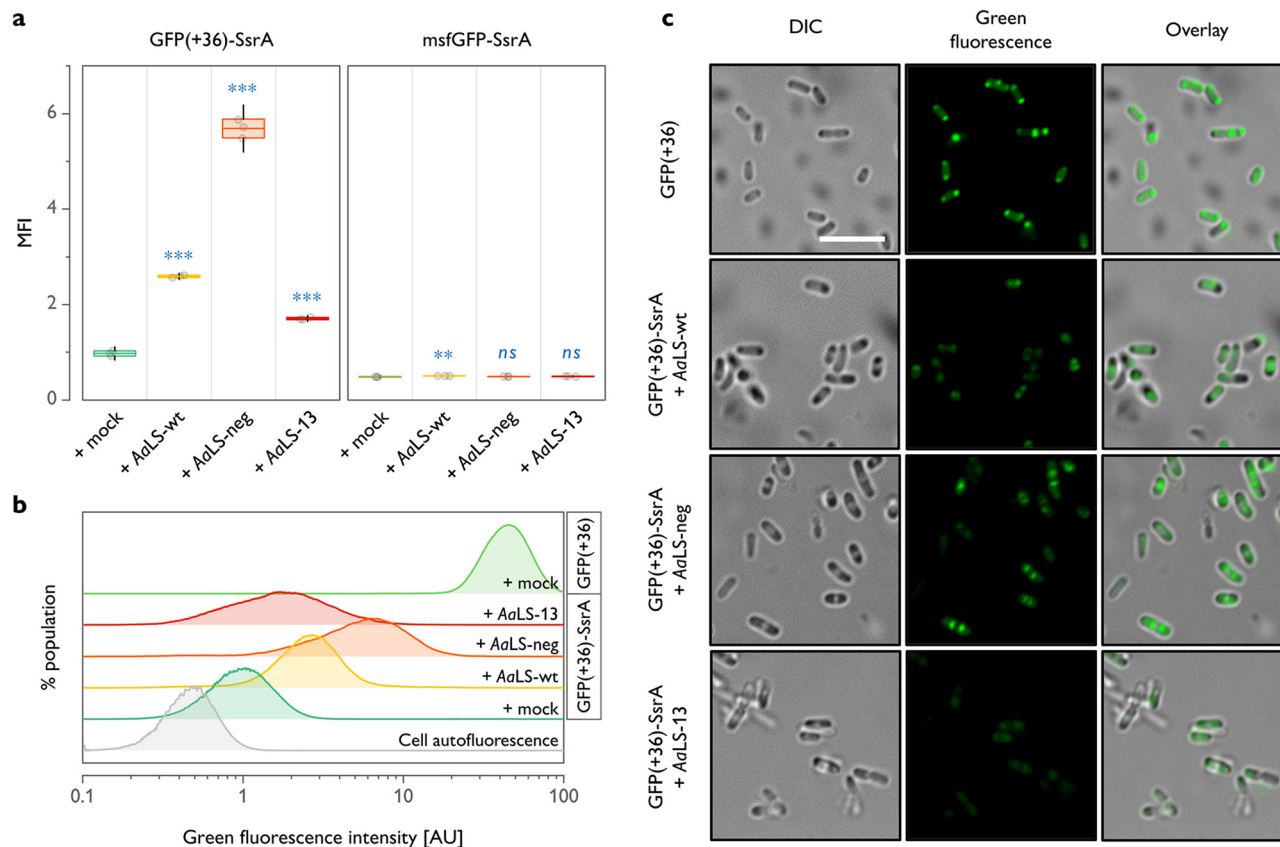 a
GFP(+36)-SsrA
msfGFP-SsrA
MFI
6
4
2
0
***
***
***
**
ns
ns
+ mock
+ AaLS-wt
+ AaLS-neg
+ AaLS-13
+ mock
+ AaLS-wt
+ AaLS-neg
+ AaLS-13
b
% population
+ mock
+ AaLS-13
+ AaLS-neg
+ AaLS-wt
+ mock
Cell autofluorescence
GFP(+36)
GFP(+36)-SsrA
0.1
1
10
100
Green fluorescence intensity [AU]
c
DIC
Green
fluorescence
Overlay
GFP(+36)
GFP(+36)-SsrA
+ AaLS-wt
GFP(+36)-SsrA
+ AaLS-neg
GFP(+36)-SsrA
+ AaLS-13